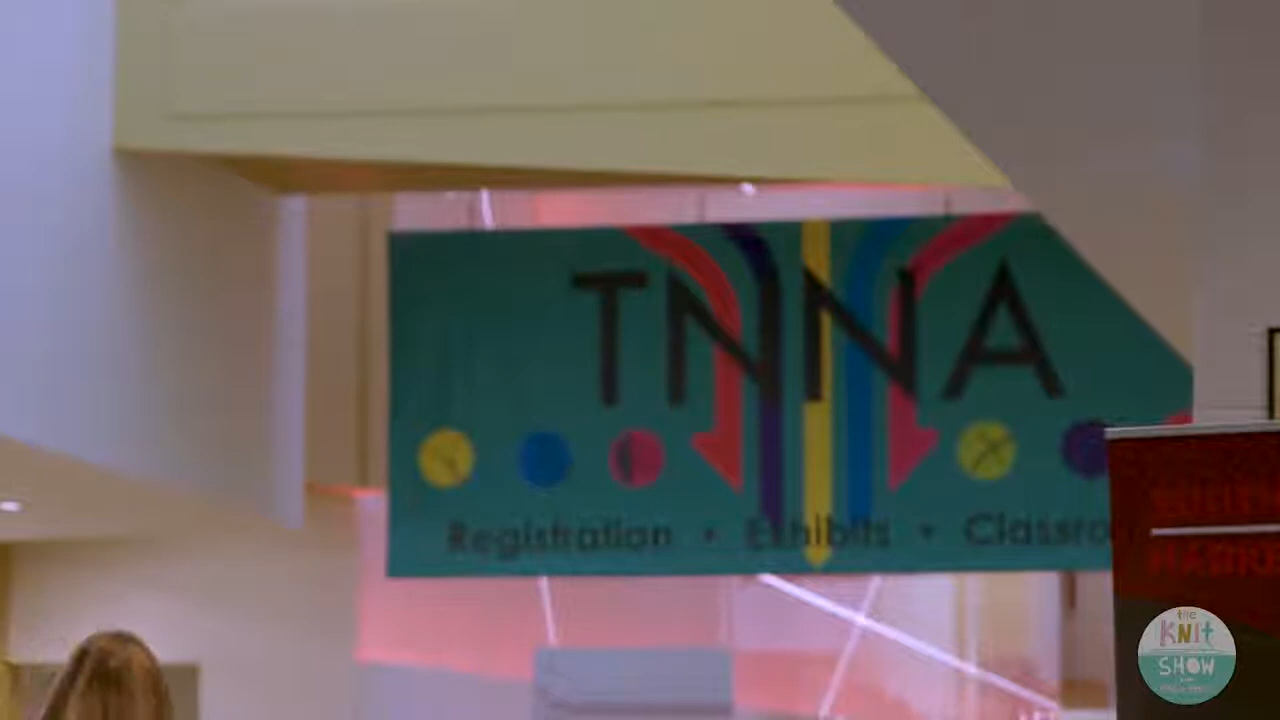 TNNA
Registration • Exhibits • Classro
the
KNit
SHOW